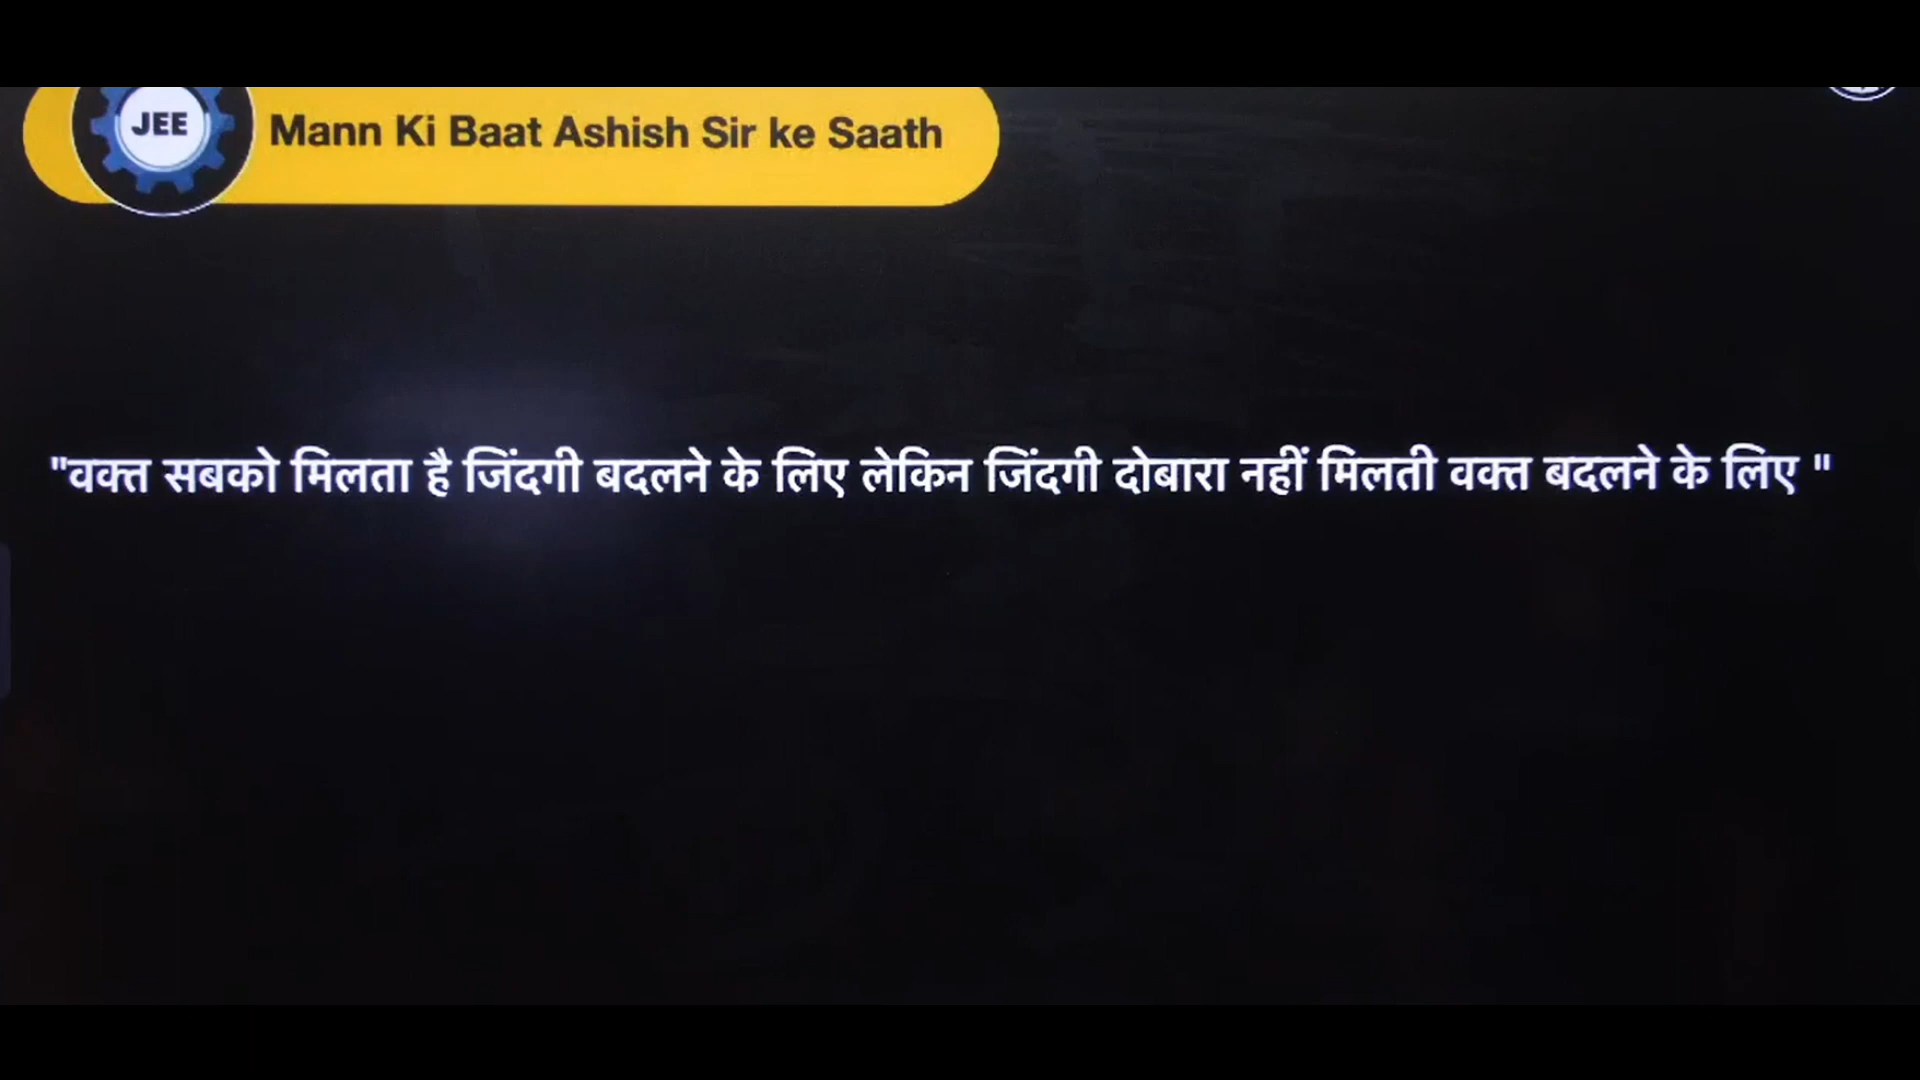 JEE
Mann Ki Baat Ashish Sir ke Saath
"वक्त सबको मिलता है जिंदगी बदलने के लिए लेकिन जिंदगी दोबारा नहीं मिलती वक्त बदलने के लिए "